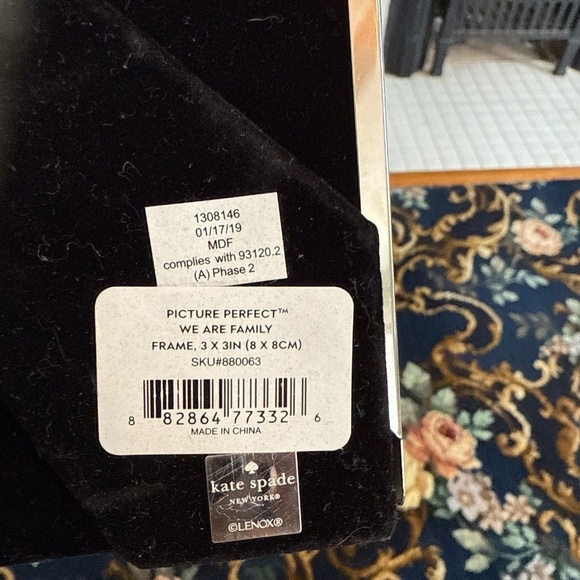 1308146
01/17/19
MDF
complies with 93120.2
(A) Phase 2
PICTURE PERFECT™
WE ARE FAMILY
FRAME, 3 X 3IN (8 X 8CM)
SKU#880063
8 82864 77332 6
MADE IN CHINA
kate spade
NEW YORK®
©LENOX®